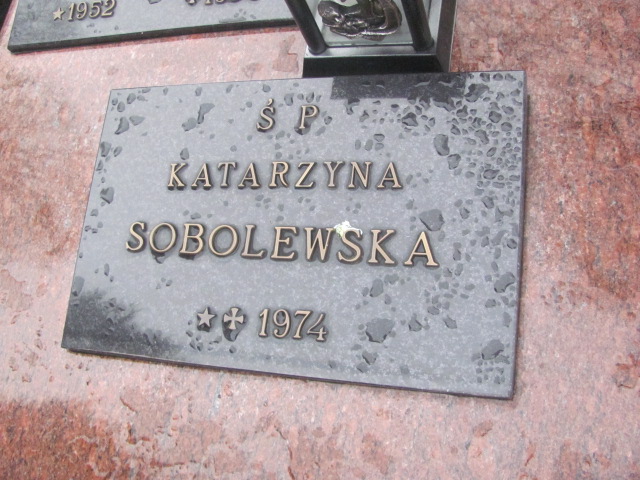 ★1952
Ś P
KATARZYNA
SOBOLEWSKA
★ ✠ 1974